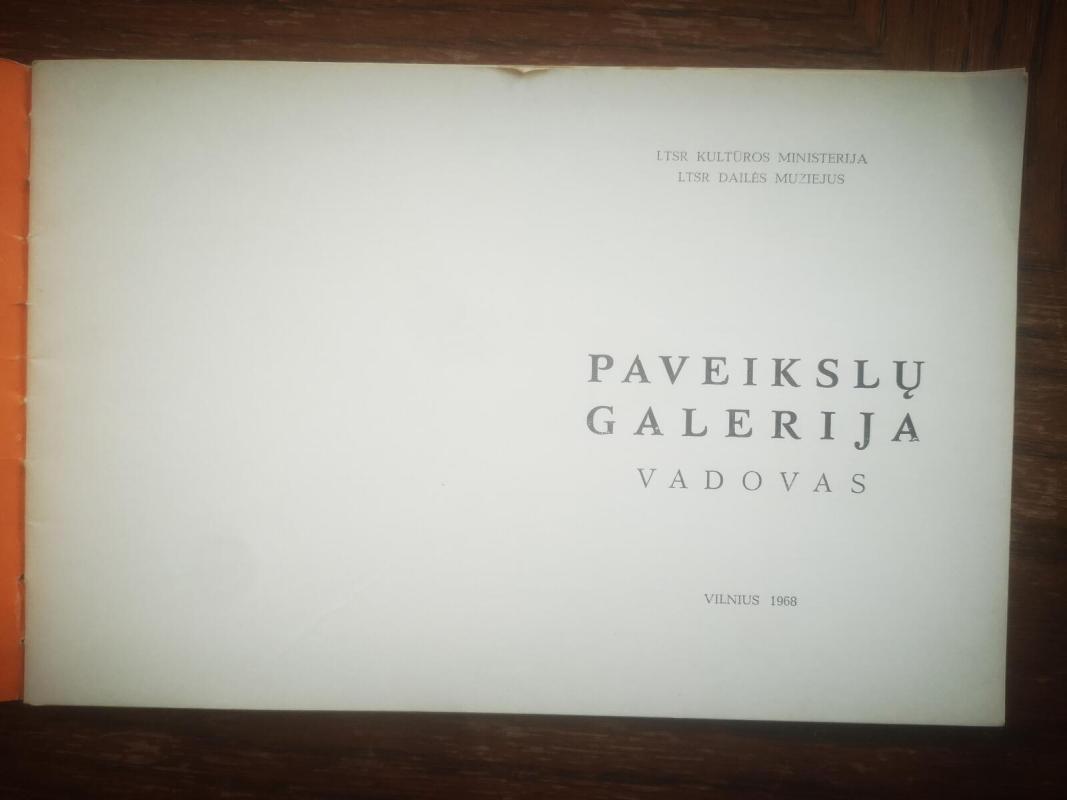 LTSR KULTŪROS MINISTERIJA
LTSR DAILĖS MUZIEJUS
PAVEIKSLŲ
GALERIJA
VADOVAS
VILNIUS 1968